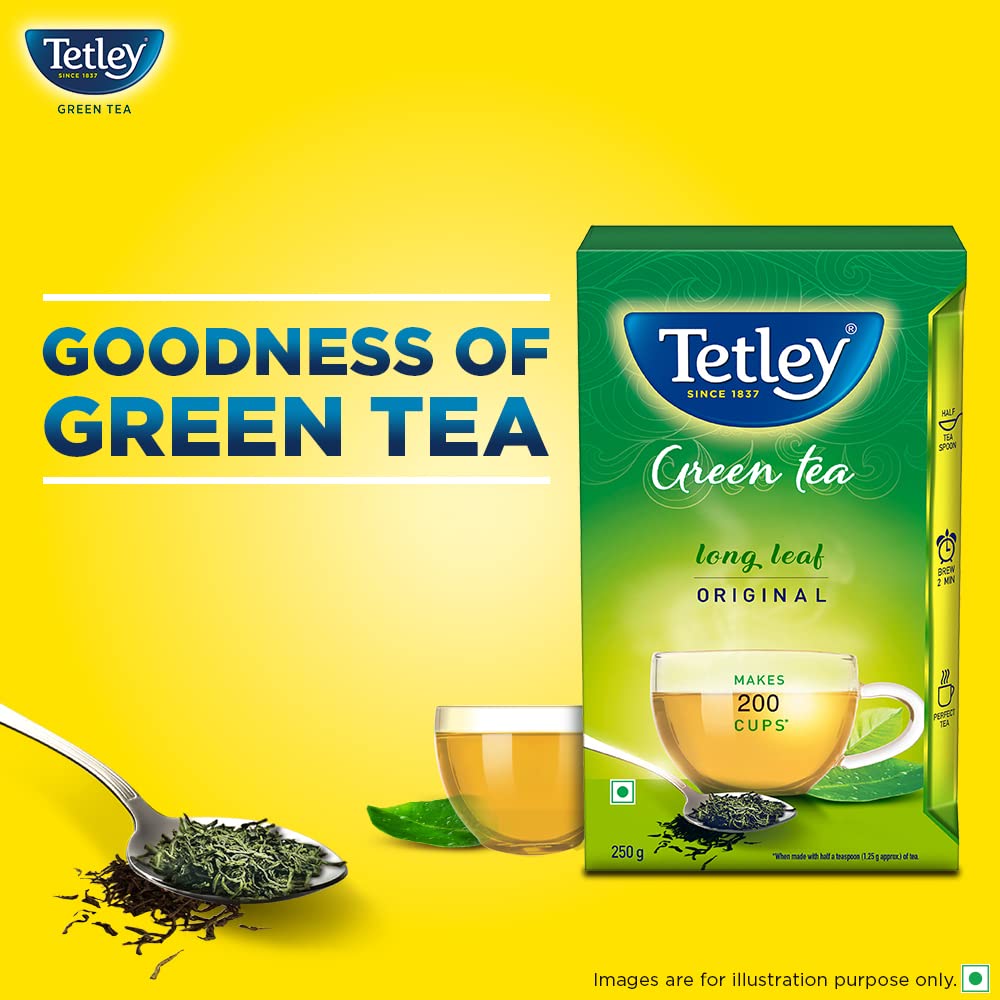 Tetley
SINCE 1837
GREEN TEA
GOODNESS OF
GREEN TEA
Tetley®
SINCE 1837
Green tea
long leaf
ORIGINAL
MAKES
200
CUPS*
250 g
*When made with half a teaspoon (1.25 g approx.) of tea.
HALF
TEA
SPOON
BREW
2 MIN
PERFECT
TEA
Images are for illustration purpose only.